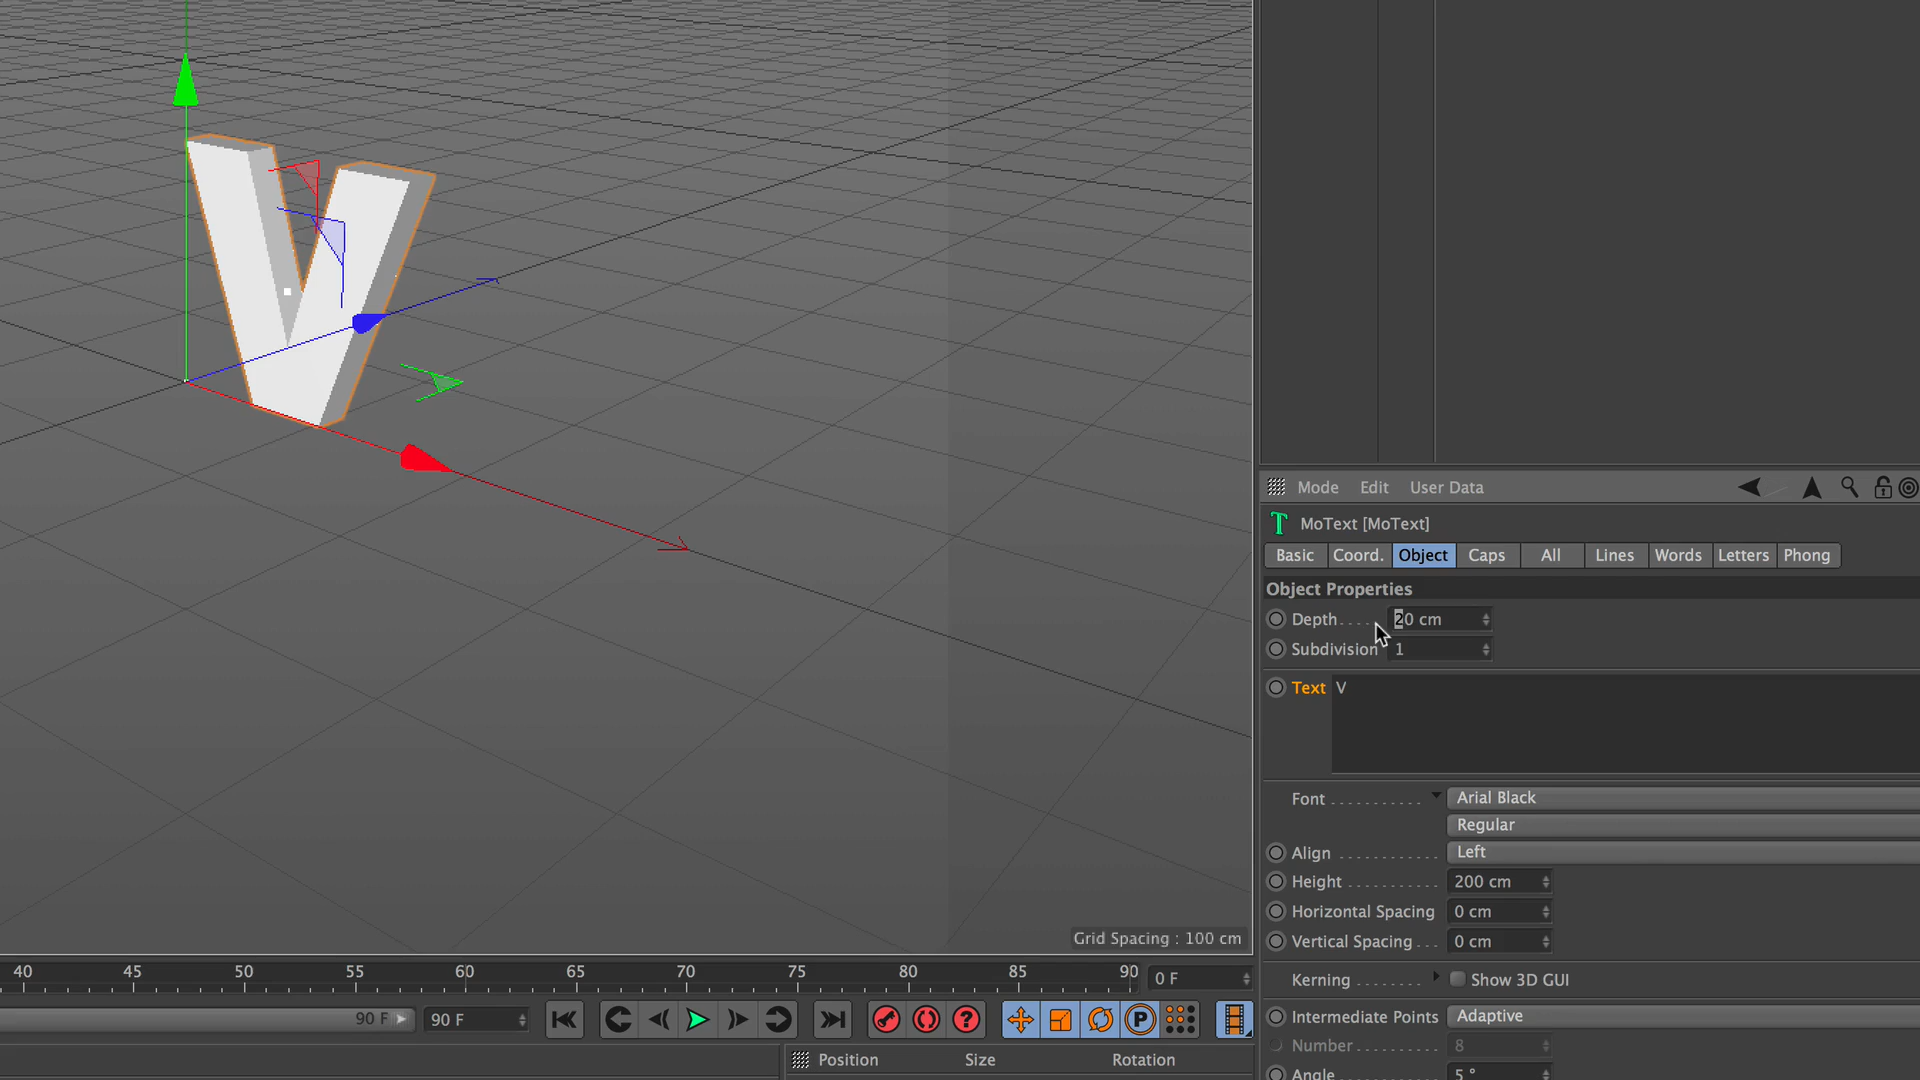 V
Mode Edit User Data
MoText [MoText]
Basic Coord. Object Caps All Lines Words Letters Phong
Object Properties
Depth.... 20 cm
Subdivision 1
Text V
Font .......... Arial Black
Regular
Align .......... Left
Height .......... 200 cm
Horizontal Spacing 0 cm
Vertical Spacing ... 0 cm
Kerning ........ Show 3D GUI
Intermediate Points Adaptive
Number ......... 8
Angle 5 °
Grid Spacing : 100 cm
40 45 50 55 60 65 70 75 80 85 90 0 F
90 F 90 F P
Position Size Rotation